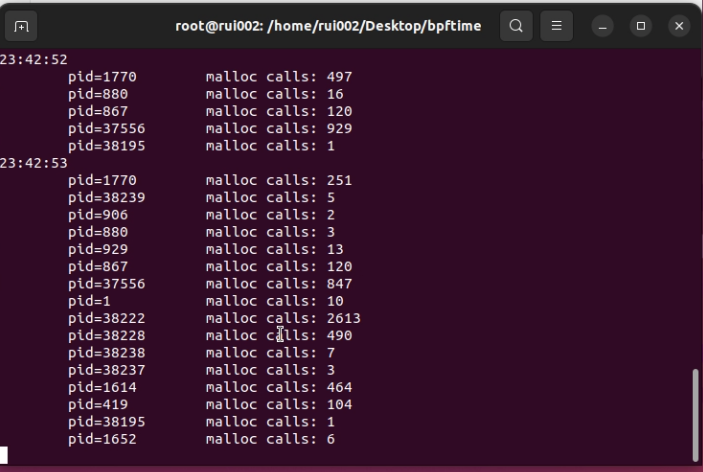 root@rui002: /home/rui002/Desktop/bpftime
23:42:52
pid=1770 malloc calls: 497
pid=880 malloc calls: 16
pid=867 malloc calls: 120
pid=37556 malloc calls: 929
pid=38195 malloc calls: 1
23:42:53
pid=1770 malloc calls: 251
pid=38239 malloc calls: 5
pid=906 malloc calls: 2
pid=880 malloc calls: 3
pid=929 malloc calls: 13
pid=867 malloc calls: 120
pid=37556 malloc calls: 847
pid=1 malloc calls: 10
pid=38222 malloc calls: 2613
pid=38228 malloc calls: 490
pid=38238 malloc calls: 7
pid=38237 malloc calls: 3
pid=1614 malloc calls: 464
pid=419 malloc calls: 104
pid=38195 malloc calls: 1
pid=1652 malloc calls: 6